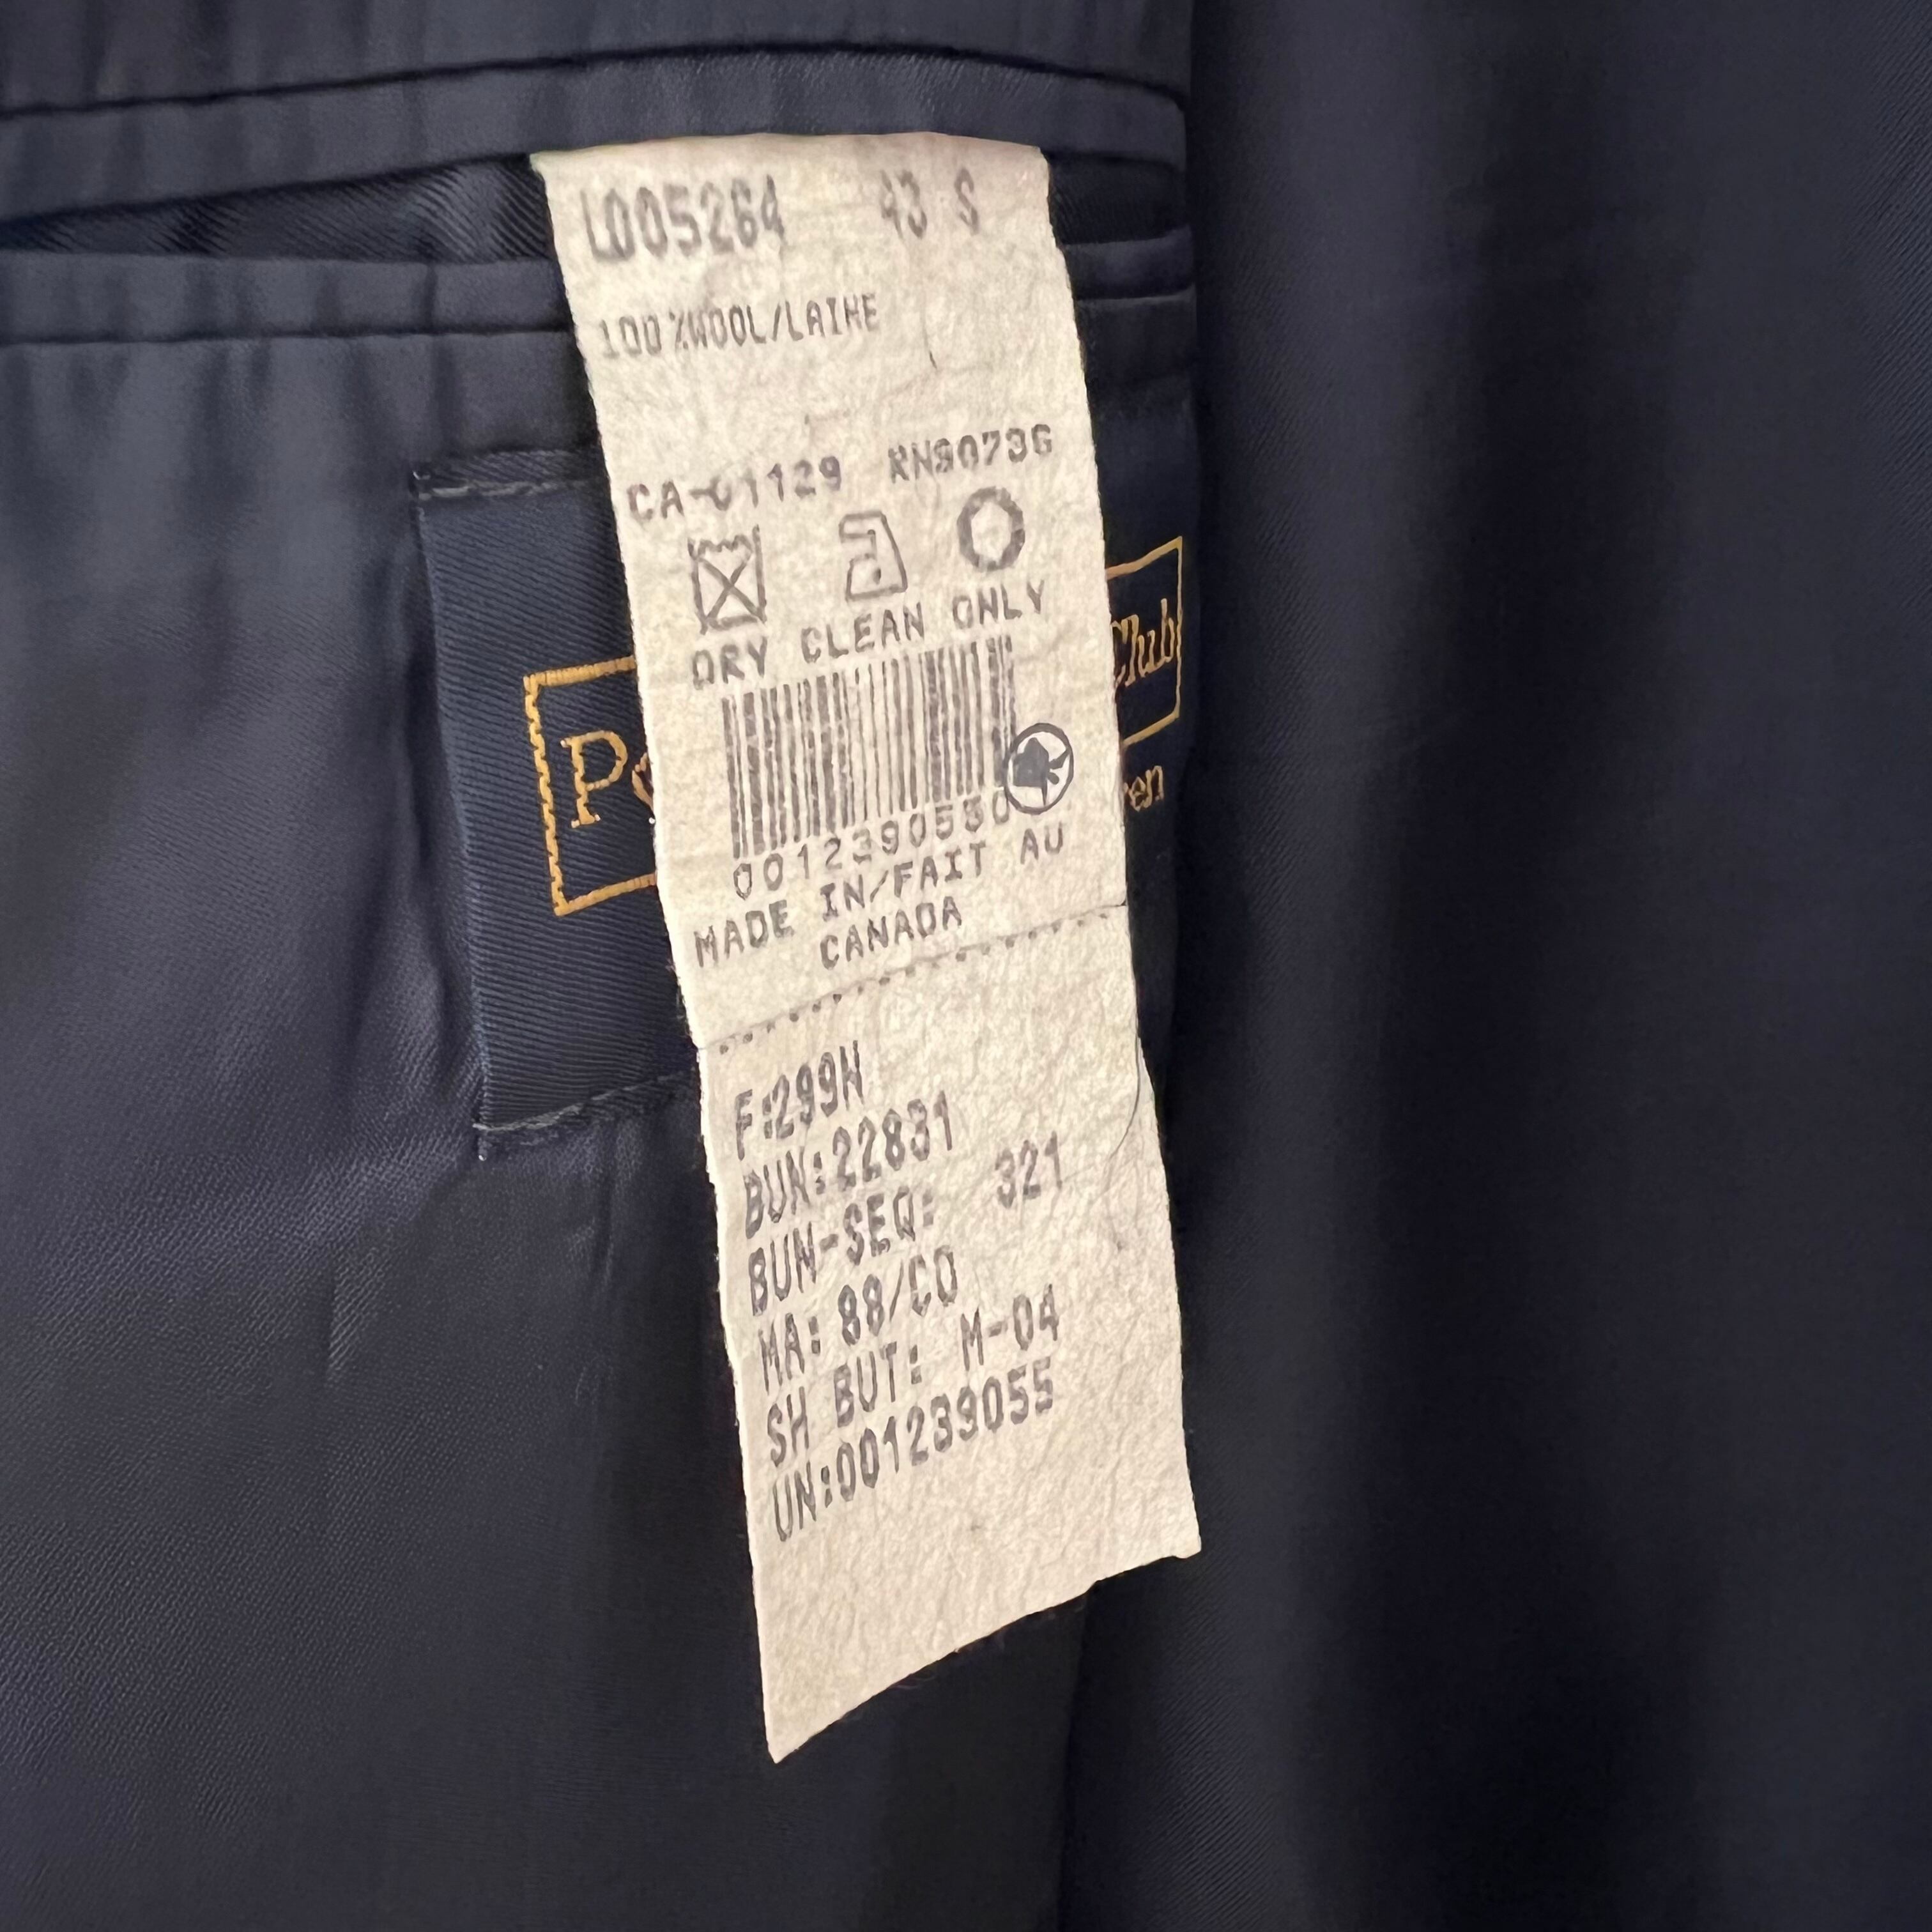 L005264 43 S
100%WOOL/LAINE
CA-01129 RN90736
DRY CLEAN ONLY
0012390550
MADE IN/FAIT AU
CANADA
Club
F:299H
BUN:22831
BUN-SEQ: 321
MA: 88/CO
SH BUT: M-04
UN:001239055